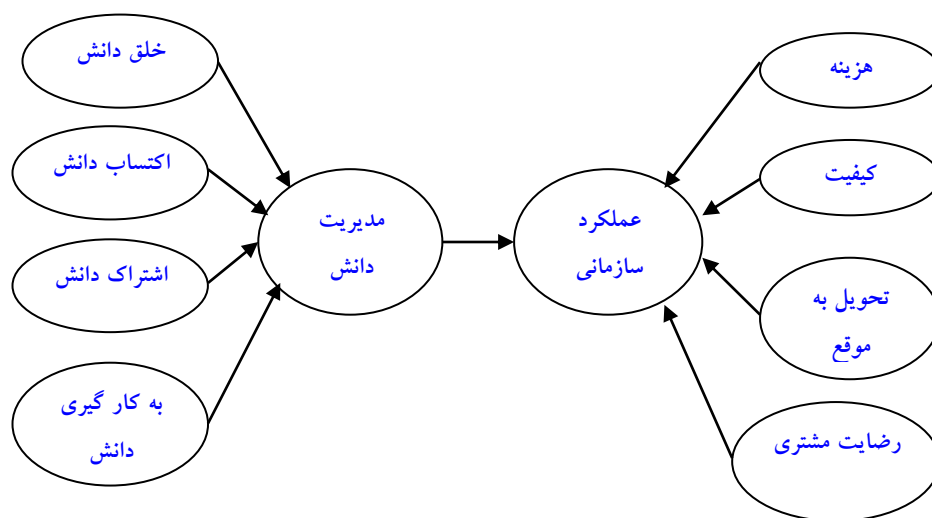 خلق دانش
هزینه
اکتساب دانش
کیفیت
مدیریت
دانش
عملکرد
سازمانی
اشتراک دانش
تحویل به
موقع
به کار گیری
دانش
رضایت مشتری